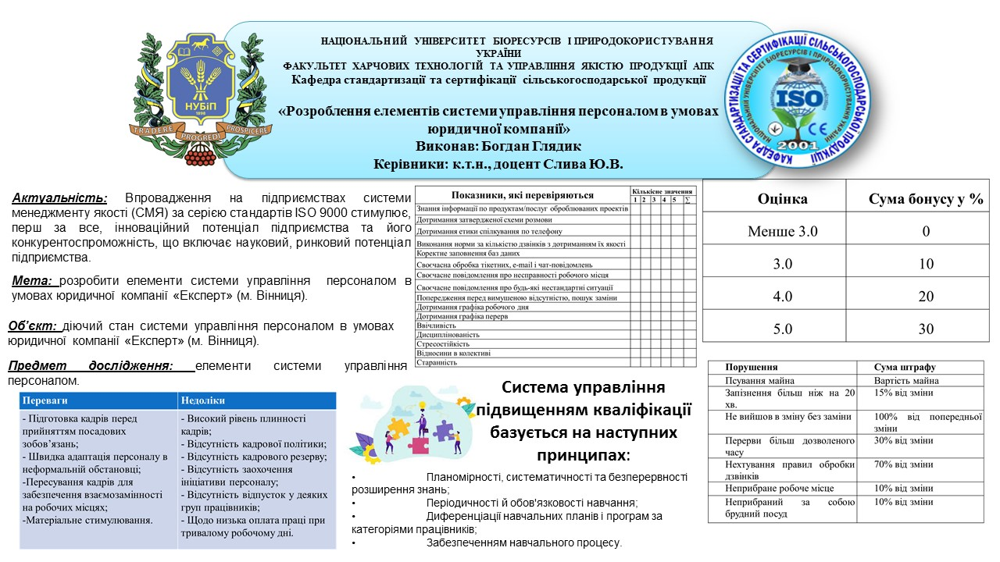 НАЦІОНАЛЬНИЙ УНІВЕРСИТЕТ БІОРЕСУРСІВ І ПРИРОДОКОРИСТУВАННЯ
УКРАЇНИ
ФАКУЛЬТЕТ ХАРЧОВИХ ТЕХНОЛОГІЙ ТА УПРАВЛІННЯ ЯКІСТЮ ПРОДУКЦІЇ АПК
Кафедра стандартизації та сертифікації сільськогосподарської продукції
«Розроблення елементів системи управління персоналом в умовах
юридичної компанії»
Виконав: Богдан Глядик
Керівники: к.т.н., доцент Слива Ю.В.
НУБіП
1898
TRADERE PROGREDI PROSPICERE
КАФЕДРА СТАНДАРТИЗАЦІЇ ТА СЕРТИФІКАЦІЇ СІЛЬСЬКОГОСПОДАРСЬКОЇ ПРОДУКЦІЇ
НАЦІОНАЛЬНИЙ УНІВЕРСИТЕТ БІОРЕСУРСІВ І ПРИРОДОКОРИСТУВАННЯ УКРАЇНИ
ISO
CE
2001
Актуальність: Впровадження на підприємствах системи
менеджменту якості (СМЯ) за серією стандартів ISO 9000 стимулює,
перш за все, інноваційний потенціал підприємства та його
конкурентоспроможність, що включає науковий, ринковий потенціал
підприємства.
Мета: розробити елементи системи управління персоналом в
умовах юридичної компанії «Експерт» (м. Вінниця).
Об’єкт: діючий стан системи управління персоналом в умовах
юридичної компанії «Експерт» (м. Вінниця).
Предмет дослідження: елементи системи управління
персоналом.
Переваги Недоліки
- Підготовка кадрів перед
прийняттям посадових
зобов’язань;
- Швидка адаптація персоналу в
неформальній обстановці;
-Пересування кадрів для
забезпечення взаємозамінності
на робочих місцях;
-Матеріальне стимулювання.
- Високий рівень плинності
кадрів;
- Відсутність кадрової політики;
- Відсутність кадрового резерву;
- Відсутність заохочення
ініціативи персоналу;
- Відсутність відпусток у деяких
груп працівників;
- Щодо низька оплата праці при
тривалому робочому дні.
Показники, які перевіряються Кількісне значення
1 2 3 4 5 ∑
Знання інформації по продуктам/послуг оброблюваних проектів
Дотримання затвердженої схеми розмови
Дотримання етики спілкування по телефону
Виконання норми за кількістю дзвінків з дотриманням їх якості
Коректне заповнення баз даних
Своєчасна обробка тікетних, e-mail і чат-повідомлень
Своєчасне повідомлення про несправності робочого місця
Своєчасне повідомлення про будь-які нестандартні ситуації
Попередження перед вимушеною відсутністю, пошук заміни
Дотримання графіка робочого дня
Дотримання графіка перерв
Ввічливість
Дисциплінованість
Стресостійкість
Відносини в колективі
Старанність
Система управління
підвищенням кваліфікації
базується на наступних
принципах:
• Планомірності, систематичності та безперервності
розширення знань;
• Періодичності й обов'язковості навчання;
• Диференціації навчальних планів і програм за
категоріями працівників;
• Забезпеченням навчального процесу.
Оцінка Сума бонусу у %
Менше 3.0 0
3.0 10
4.0 20
5.0 30
Порушення Сума штрафу
Псування майна Вартість майна
Запізнення більш ніж на 20 15% від зміни
хв.
Не вийшов в зміну без заміни 100% від попередньої
зміни
Перерви більш дозволеного 30% від зміни
часу
Нехтування правил обробки 70% від зміни
дзвінків
Неприбране робоче місце 10% від зміни
Неприбраний за собою 10% від зміни
брудний посуд